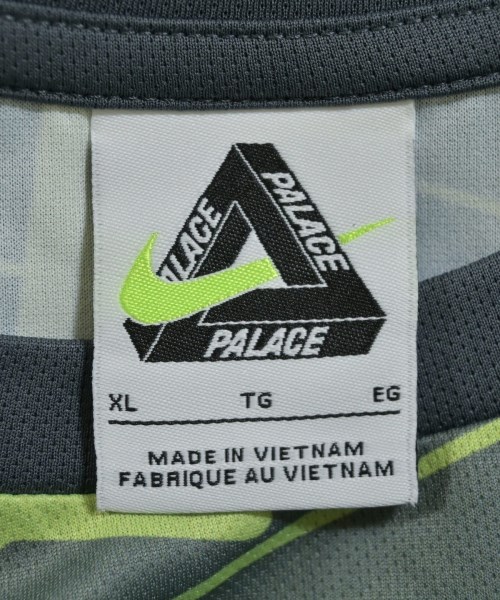 PALACE
PALACE
PALACE
XL TG EG
MADE IN VIETNAM
FABRIQUE AU VIETNAM